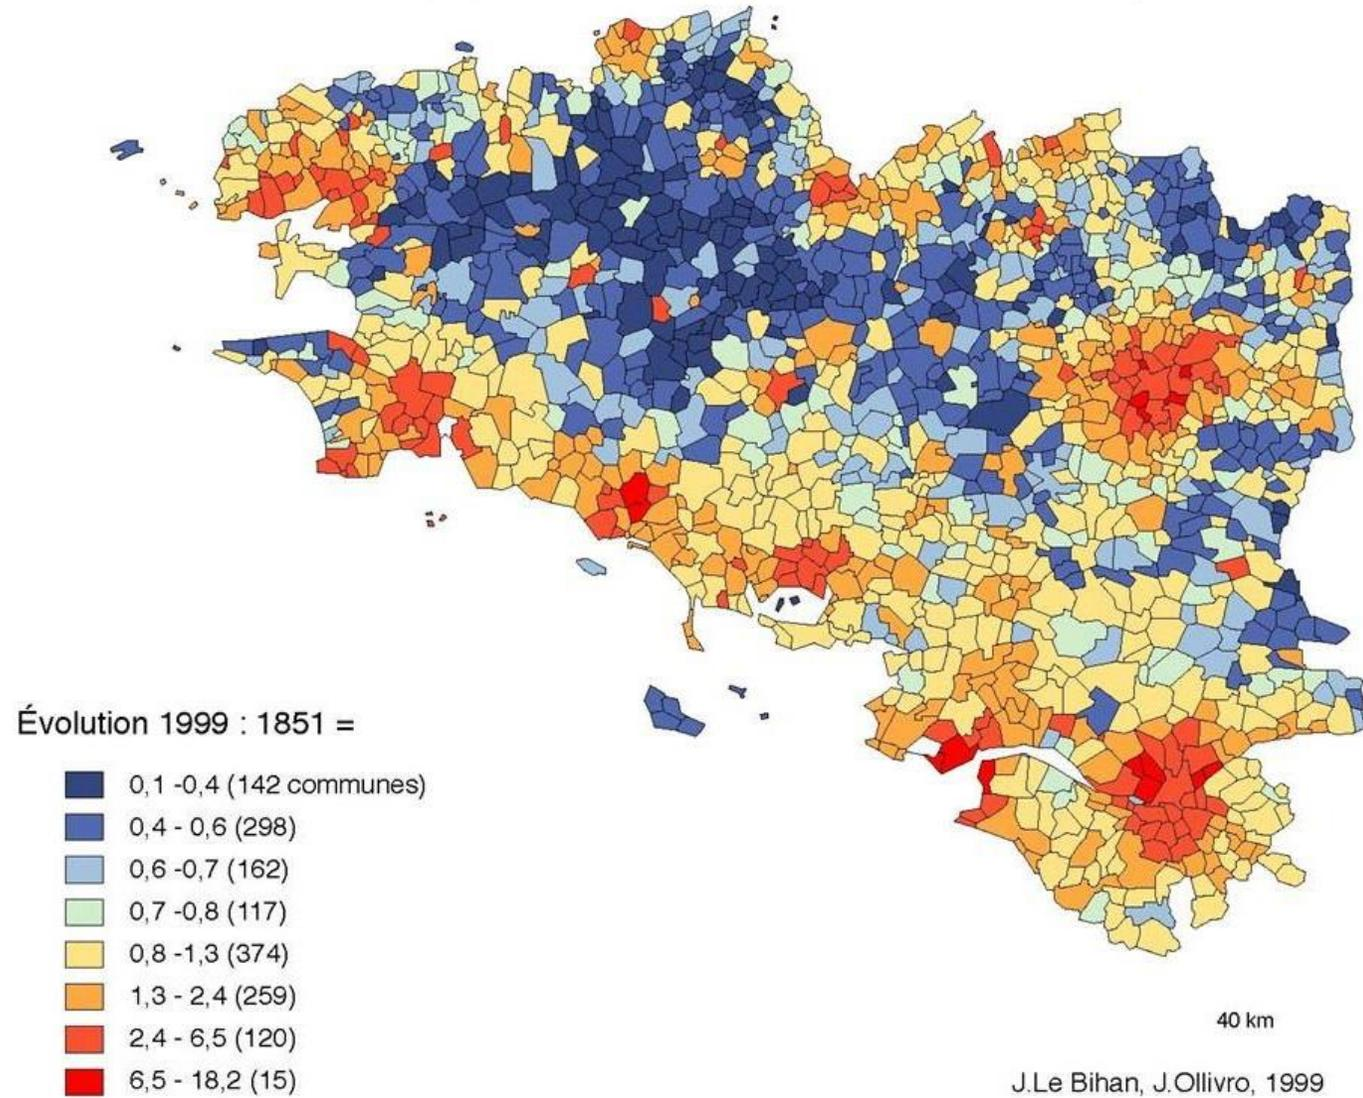 Évolution 1999 : 1851 =
0,1 -0,4 (142 communes)
0,4 - 0,6 (298)
0,6 -0,7 (162)
0,7 -0,8 (117)
0,8 -1,3 (374)
1,3 - 2,4 (259)
2,4 - 6,5 (120)
6,5 - 18,2 (15)
40 km
J.Le Bihan, J.Ollivro, 1999